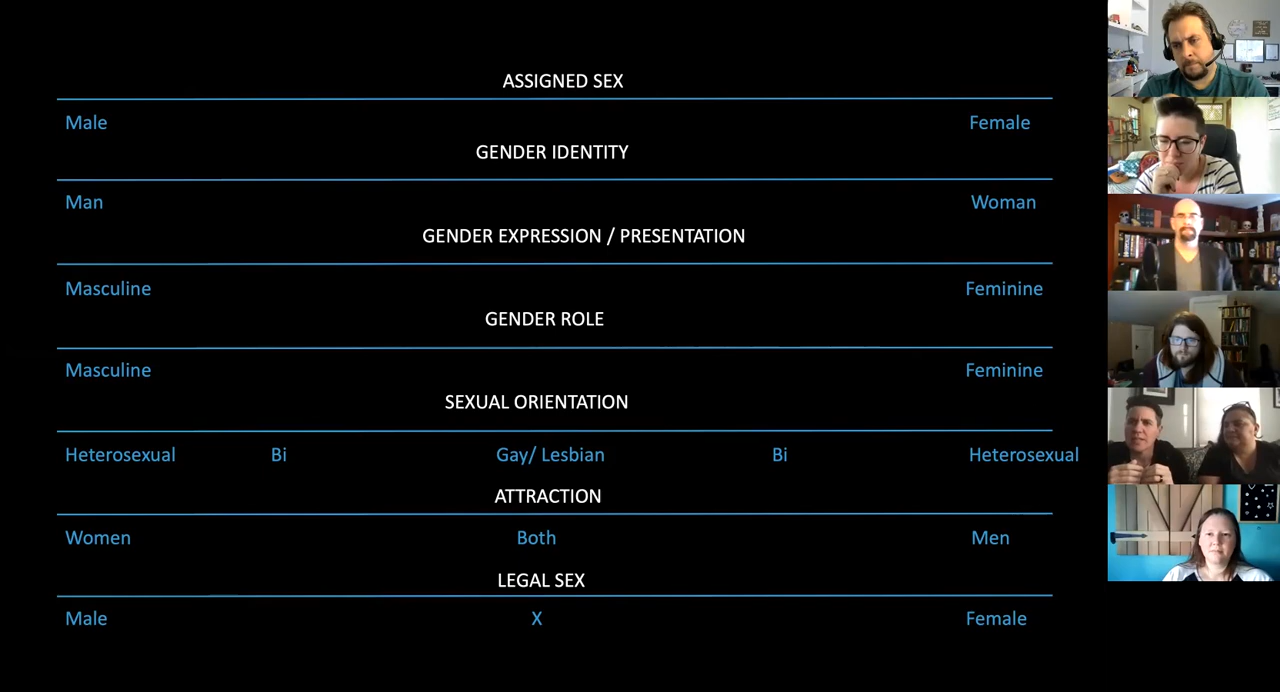 ASSIGNED SEX
Male Female
GENDER IDENTITY
Man Woman
GENDER EXPRESSION / PRESENTATION
Masculine Feminine
GENDER ROLE
Masculine Feminine
SEXUAL ORIENTATION
Heterosexual Bi Gay/ Lesbian Bi Heterosexual
ATTRACTION
Women Both Men
LEGAL SEX
Male X Female